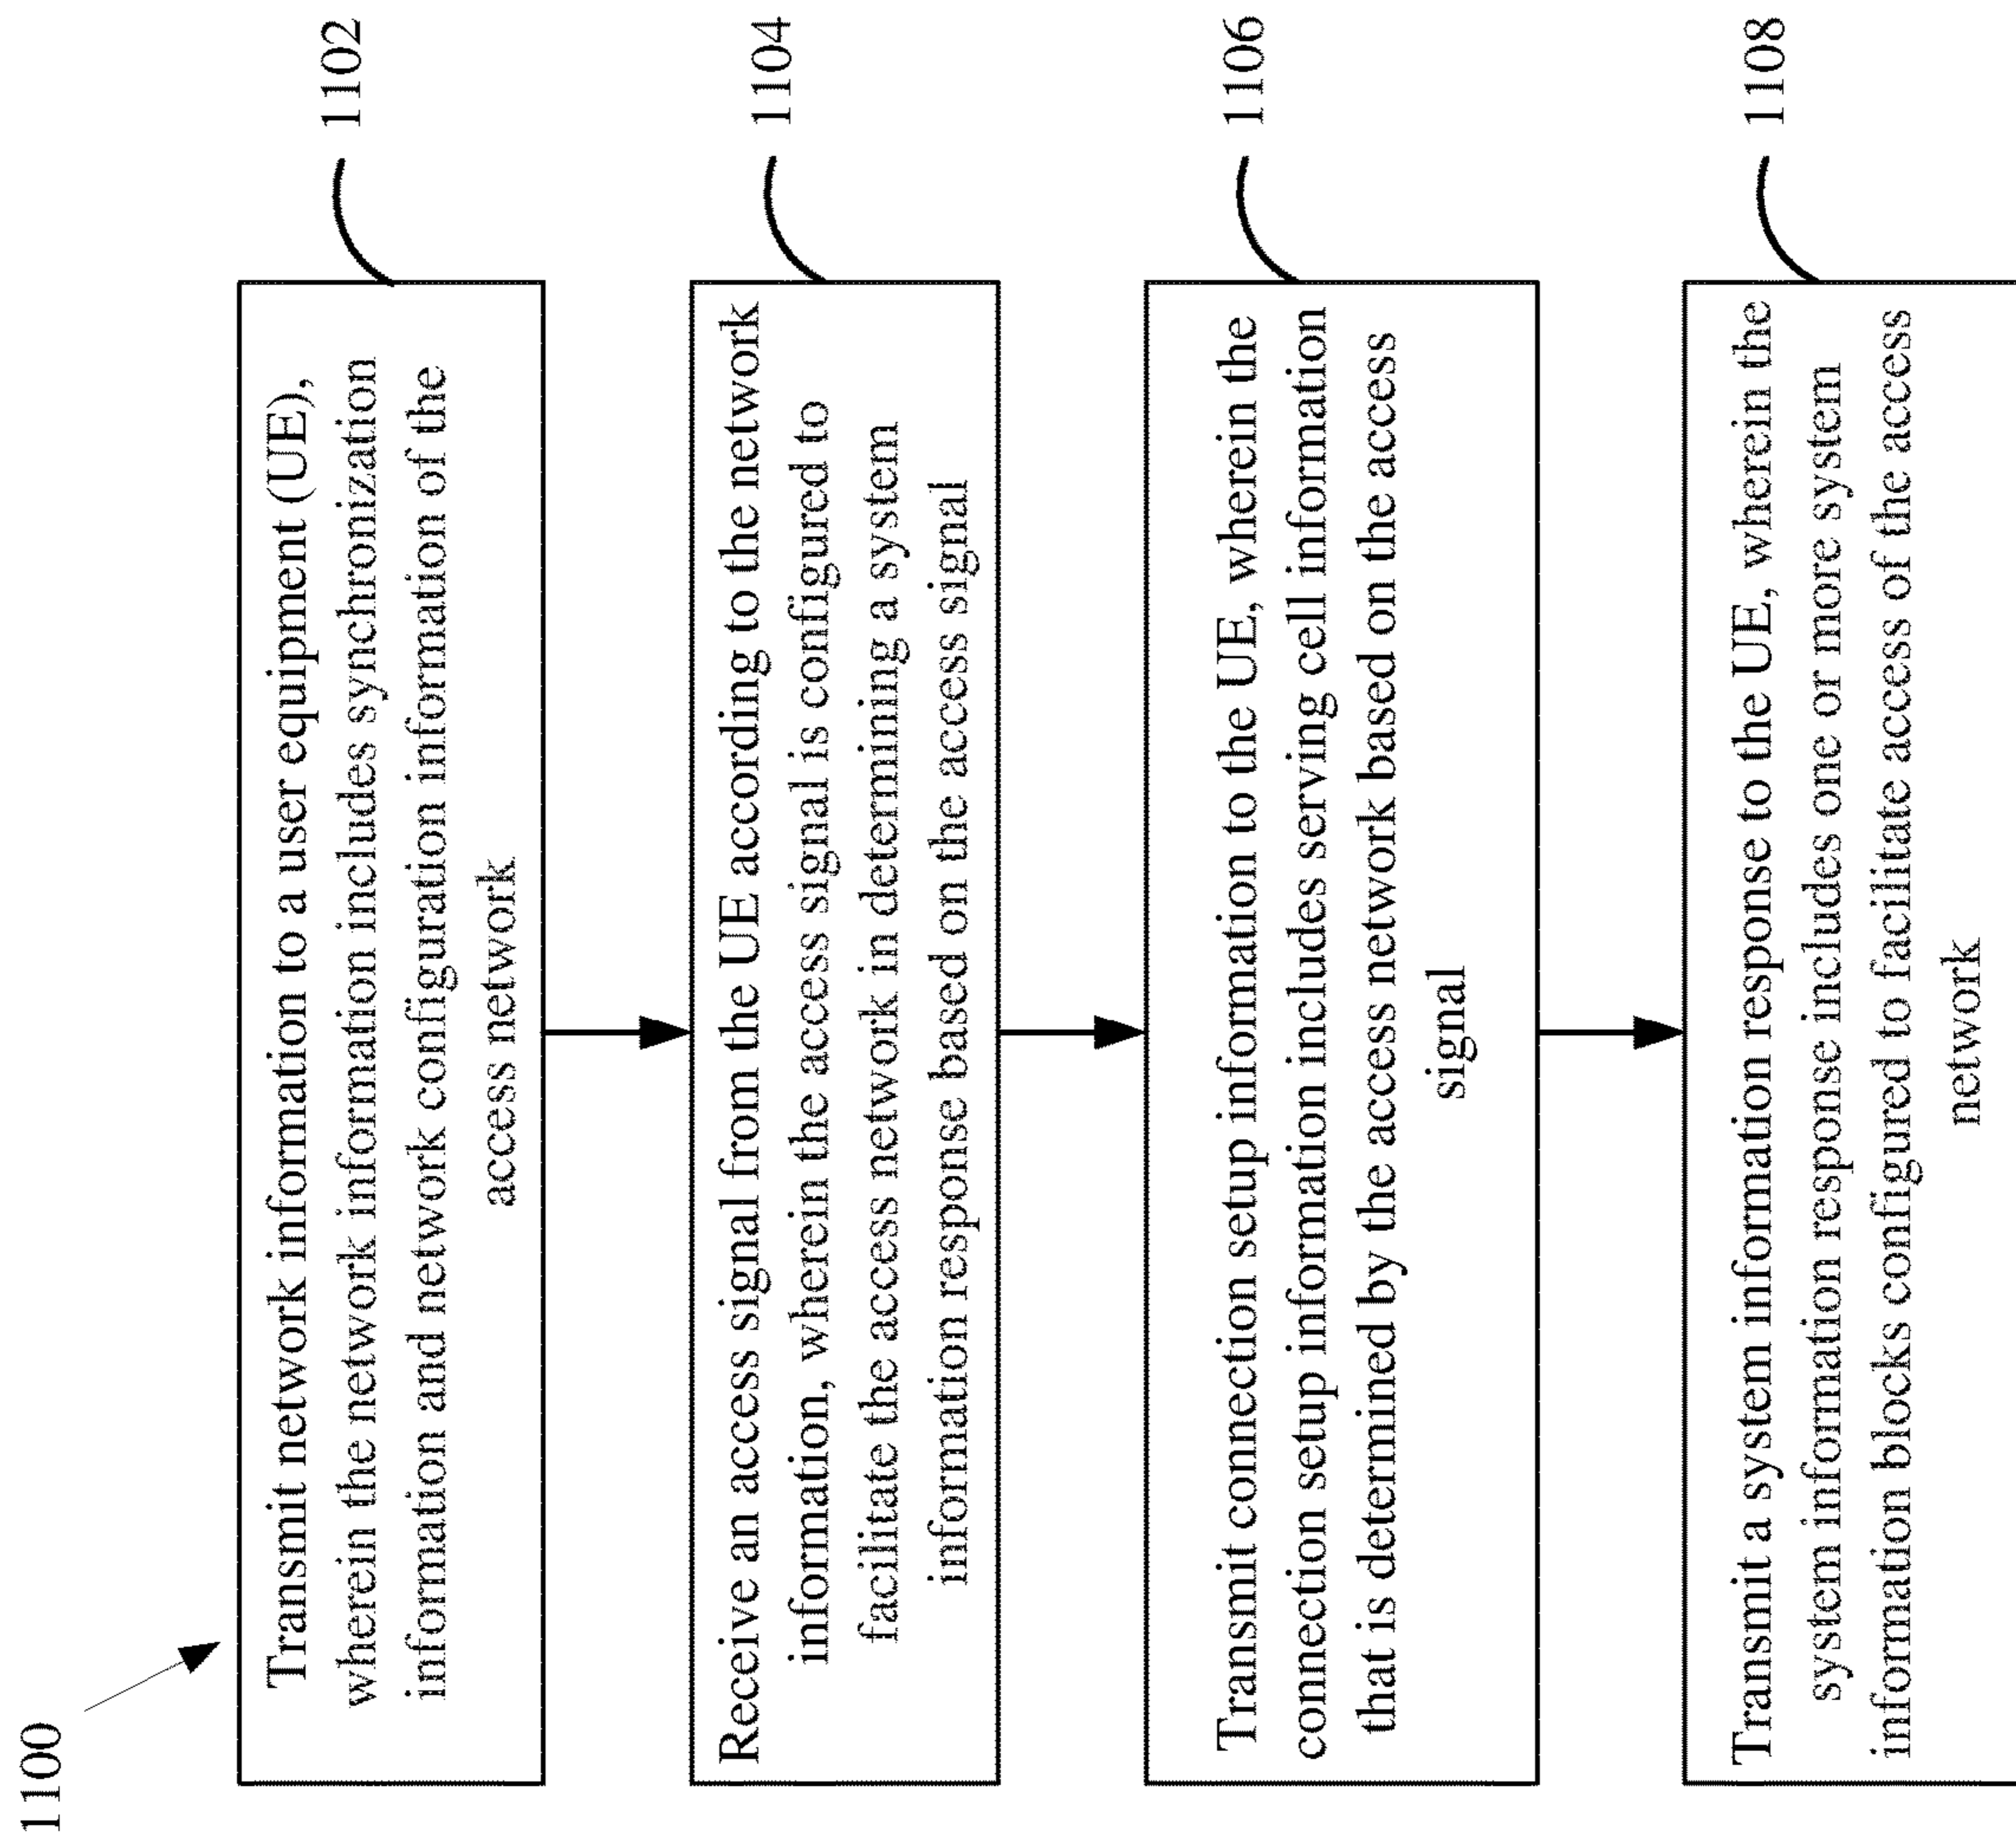 1100
Transmit network information to a user equipment (UE),
wherein the network information includes synchronization
information and network configuration information of the
access network
1102
Receive an access signal from the UE according to the network
information, wherein the access signal is configured to
facilitate the access network in determining a system
information response based on the access signal
1104
Transmit connection setup information to the UE, wherein the
connection setup information includes serving cell information
that is determined by the access network based on the access
signal
1106
Transmit a system information response to the UE, wherein the
system information response includes one or more system
information blocks configured to facilitate access of the access
network
1108